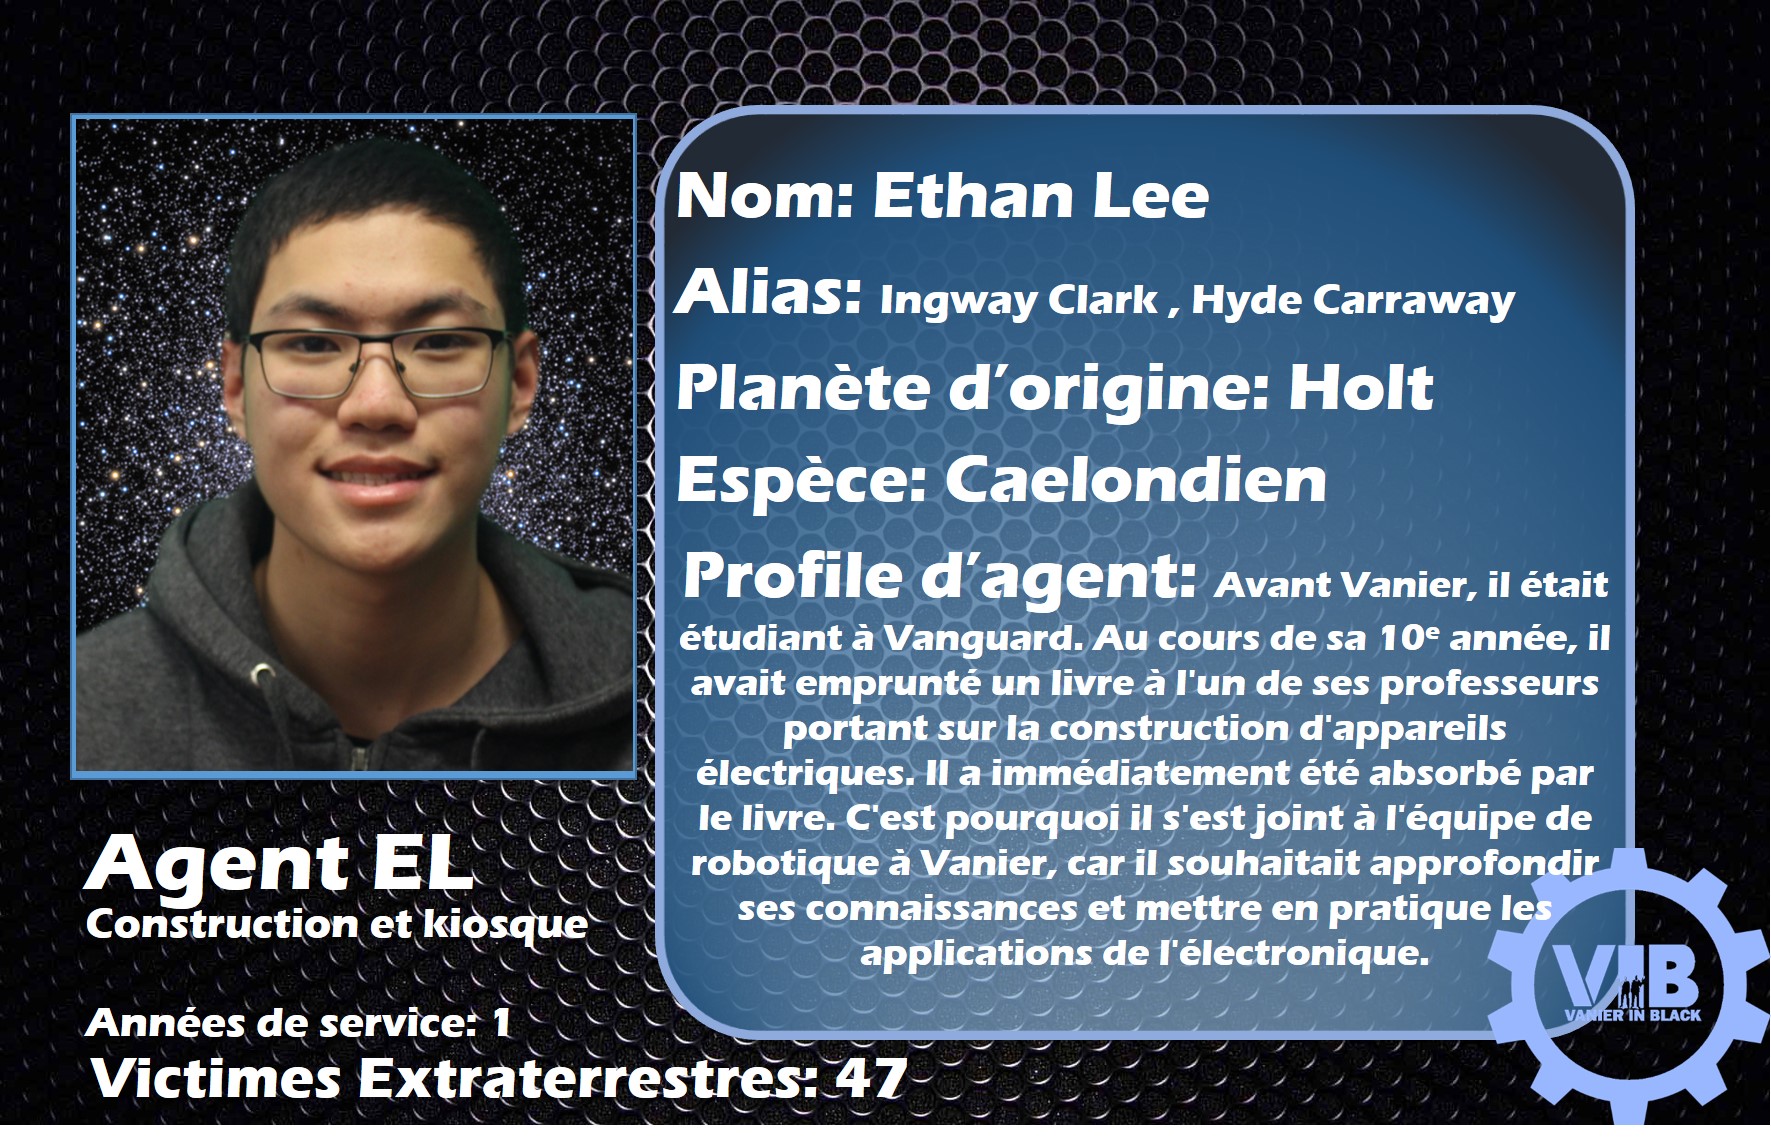 Nom: Ethan Lee
Alias: Ingway Clark , Hyde Carraway
Planète d’origine: Holt
Espèce: Caelondien
Profile d’agent: Avant Vanier, il était
étudiant à Vanguard. Au cours de sa 10e année, il
avait emprunté un livre à l'un de ses professeurs
portant sur la construction d'appareils
électriques. Il a immédiatement été absorbé par
le livre. C'est pourquoi il s'est joint à l'équipe de
robotique à Vanier, car il souhaitait approfondir
ses connaissances et mettre en pratique les
applications de l'électronique.
Agent EL
Construction et kiosque
Années de service: 1
Victimes Extraterrestres: 47
VIB
VANIER IN BLACK